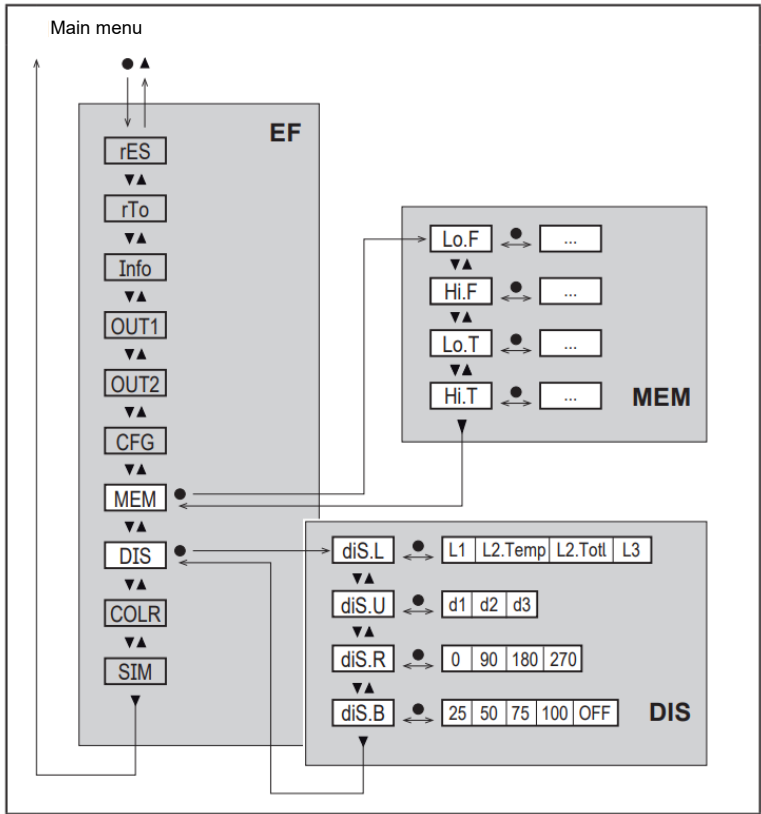 Main menu
EF
rES
rTo
Info
OUT1
OUT2
CFG
MEM
DIS
COLR
SIM
Lo.F ...
Hi.F ...
Lo.T ...
Hi.T ...
MEM
diS.L L1 L2.Temp L2.Totl L3
diS.U d1 d2 d3
diS.R 0 90 180 270
diS.B 25 50 75 100 OFF
DIS